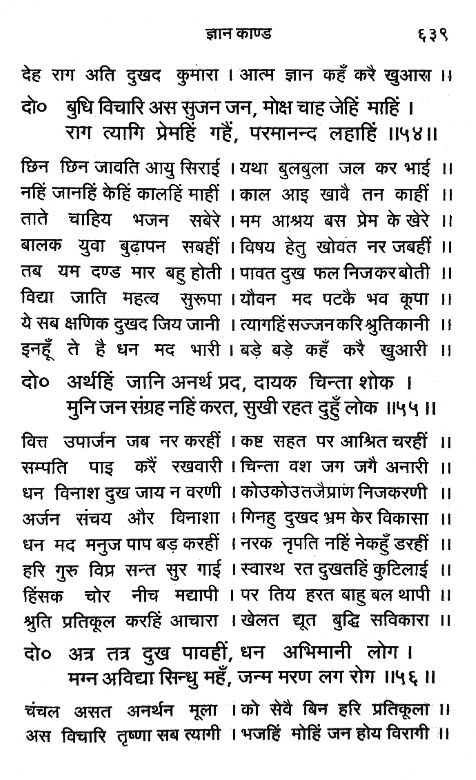 ज्ञान काण्ड ६३९
देह राग अति दुखद कुमारा । आत्म ज्ञान कहँ करै खुआरा ॥
दो० बुधि विचारि अस सुजन जन, मोक्ष चाह जेहिं माहिं ।
राग त्यागि प्रेमहिं गहैं, परमानन्द लहाहिं ॥५४॥
छिन छिन जावति आयु सिराई । यथा बुलबुला जल कर भाई ॥
नहिं जानहिं केहिं कालहिं माहीं । काल आइ खावै तन काहीं ॥
ताते चाहिय भजन सबेरे । मम आश्रय बस प्रेम के खेरे ॥
बालक युवा बुढ़ापन सबहीं । विषय हेतु खोवंत नर जबहीं ॥
तब यम दण्ड मार बहु होती । पावत दुख फल निजकर बोती ॥
विद्या जाति महत्व सुरूपा । यौवन मद पटकै भव कूपा ॥
ये सब क्षणिक दुखद जिय जानी । त्यागहिं सज्जन करि श्रुतिकानी ॥
इनहूँ ते है धन मद भारी । बड़े बड़े कहँ करै खुआरी ॥
दो० अर्थहिं जानि अनर्थ प्रद, दायक चिन्ता शोक ।
मुनि जन संग्रह नहिं करत, सुखी रहत दुहुँ लोक ॥५५॥
वित्त उपार्जन जब नर करहीं । कष्ट सहत पर आश्रित चरहीं ॥
सम्पति पाइ करैं रखवारी । चिन्ता वश जग जगै अनारी ॥
धन विनाश दुख जाय न वरणी । कोउ कोउ तजै प्राण निजकरणी ॥
अर्जन संचय और विनाशा । गिनहु दुखद भ्रम केर विकासा ॥
धन मद मनुज पाप बड़ करहीं । नरक नृपति नहिं नेकहुँ डरहीं ॥
हरि गुरु विप्र सन्त सुर गाई । स्वारथ रत दुखतहिं कुटिलाई ॥
हिंसक चोर नीच मद्यापी । पर तिय हरत बाहु बल थापी ॥
श्रुति प्रतिकूल करहिं आचारा । खेलत द्यूत बुद्धि सविकारा ॥
दो० अत्र तत्र दुख पावहीं, धन अभिमानी लोग ।
मग्न अविद्या सिन्धु महँ, जन्म मरण लग रोग ॥५६॥
चंचल असत अनर्थन मूला । को सेवै बिन हरि प्रतिकूला ॥
अस विचारि तृष्णा सब त्यागी । भजहिं मोहिं जन होय विरागी ॥